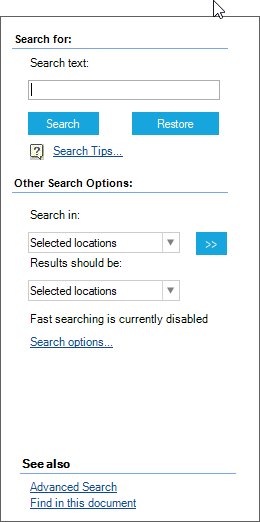 Search for:
Search text:
Search Restore
? Search Tips...
Other Search Options:
Search in:
Selected locations >>
Results should be:
Selected locations
Fast searching is currently disabled
Search options...
See also
Advanced Search
Find in this document